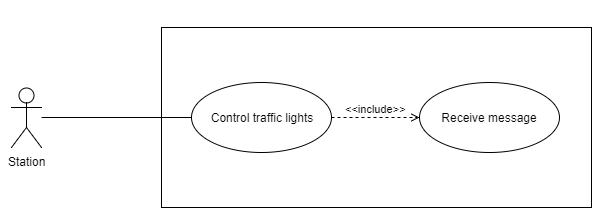 Control traffic lights
<<include>>
Receive message
Station